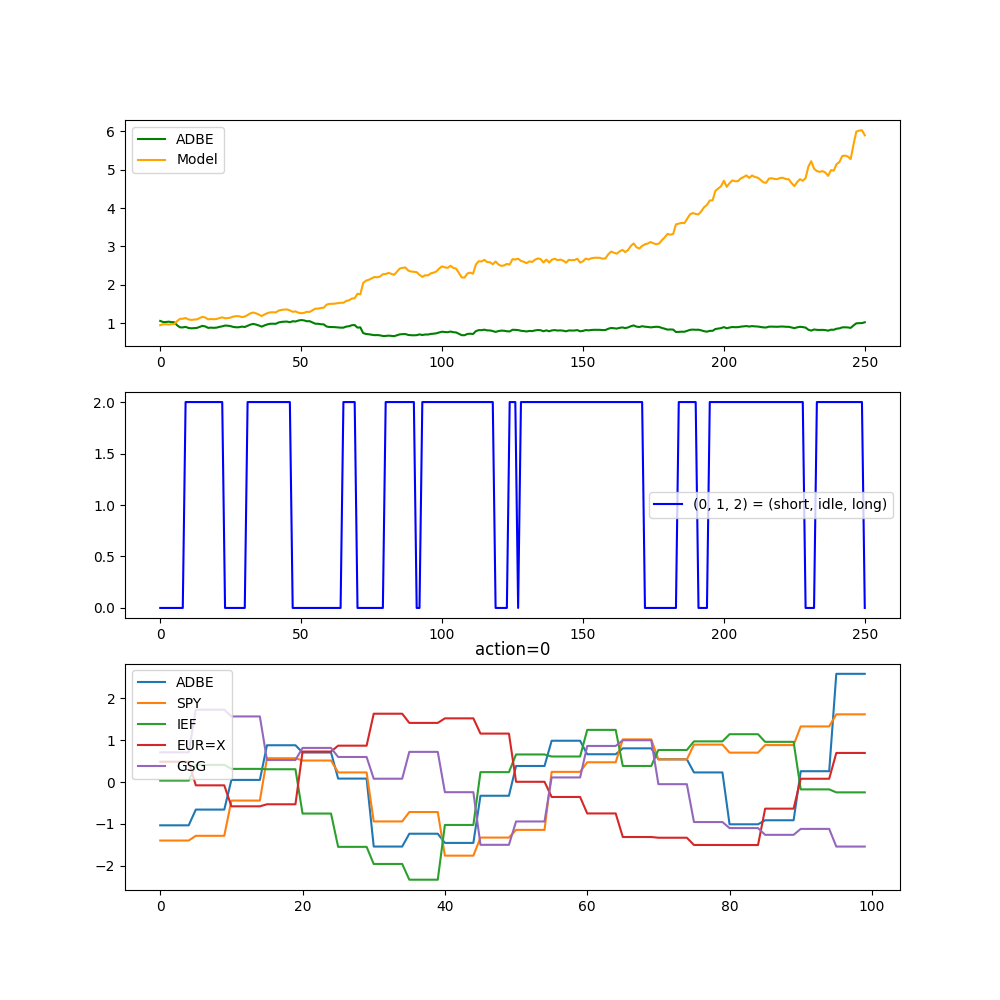 6
5
4
3
2
1
ADBE
Model
0 50 100 150 200 250
2.0
1.5
1.0
0.5
0.0
(0, 1, 2) = (short, idle, long)
0 50 100 150 200 250
action=0
2
1
0
−1
−2
ADBE
SPY
IEF
EUR=X
GSG
0 20 40 60 80 100